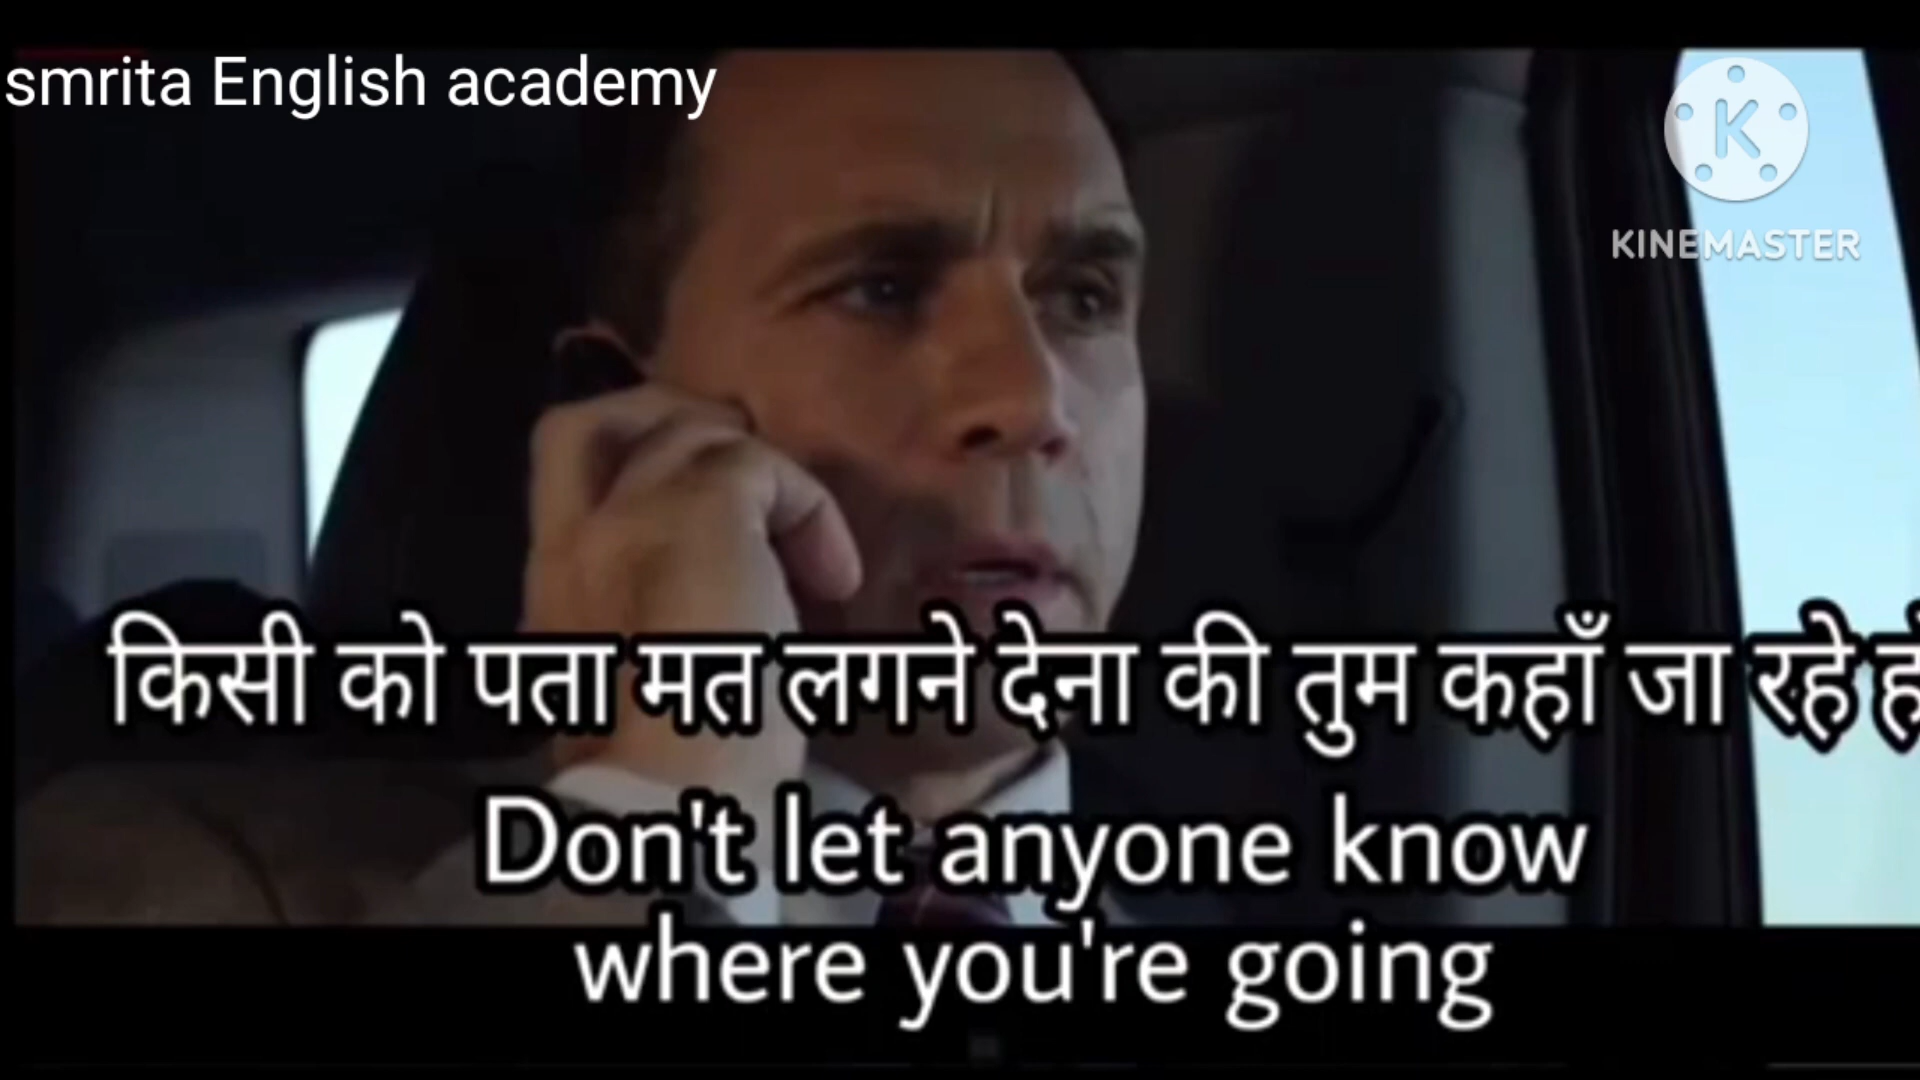 smrita English academy
KINEMASTER
किसी को पता मत लगने देना की तुम कहाँ जा रहे
Don't let anyone know
where you're going